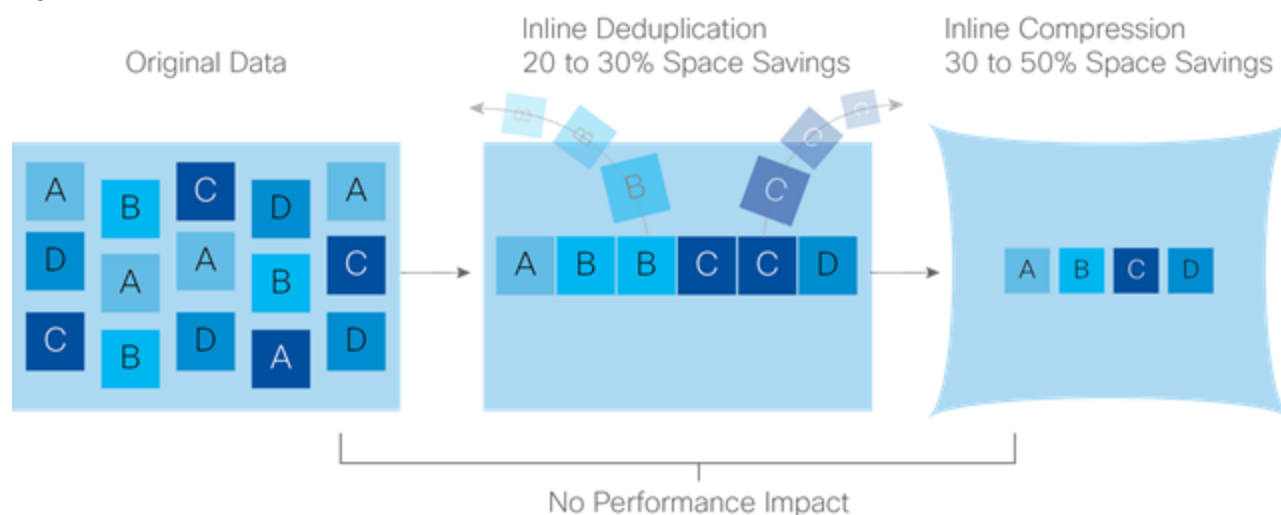 Original Data
Inline Deduplication
20 to 30% Space Savings
Inline Compression
30 to 50% Space Savings
A B C D A
D A A B C
C B D A D
B B B C C C
A B B C C D
A B C D
No Performance Impact